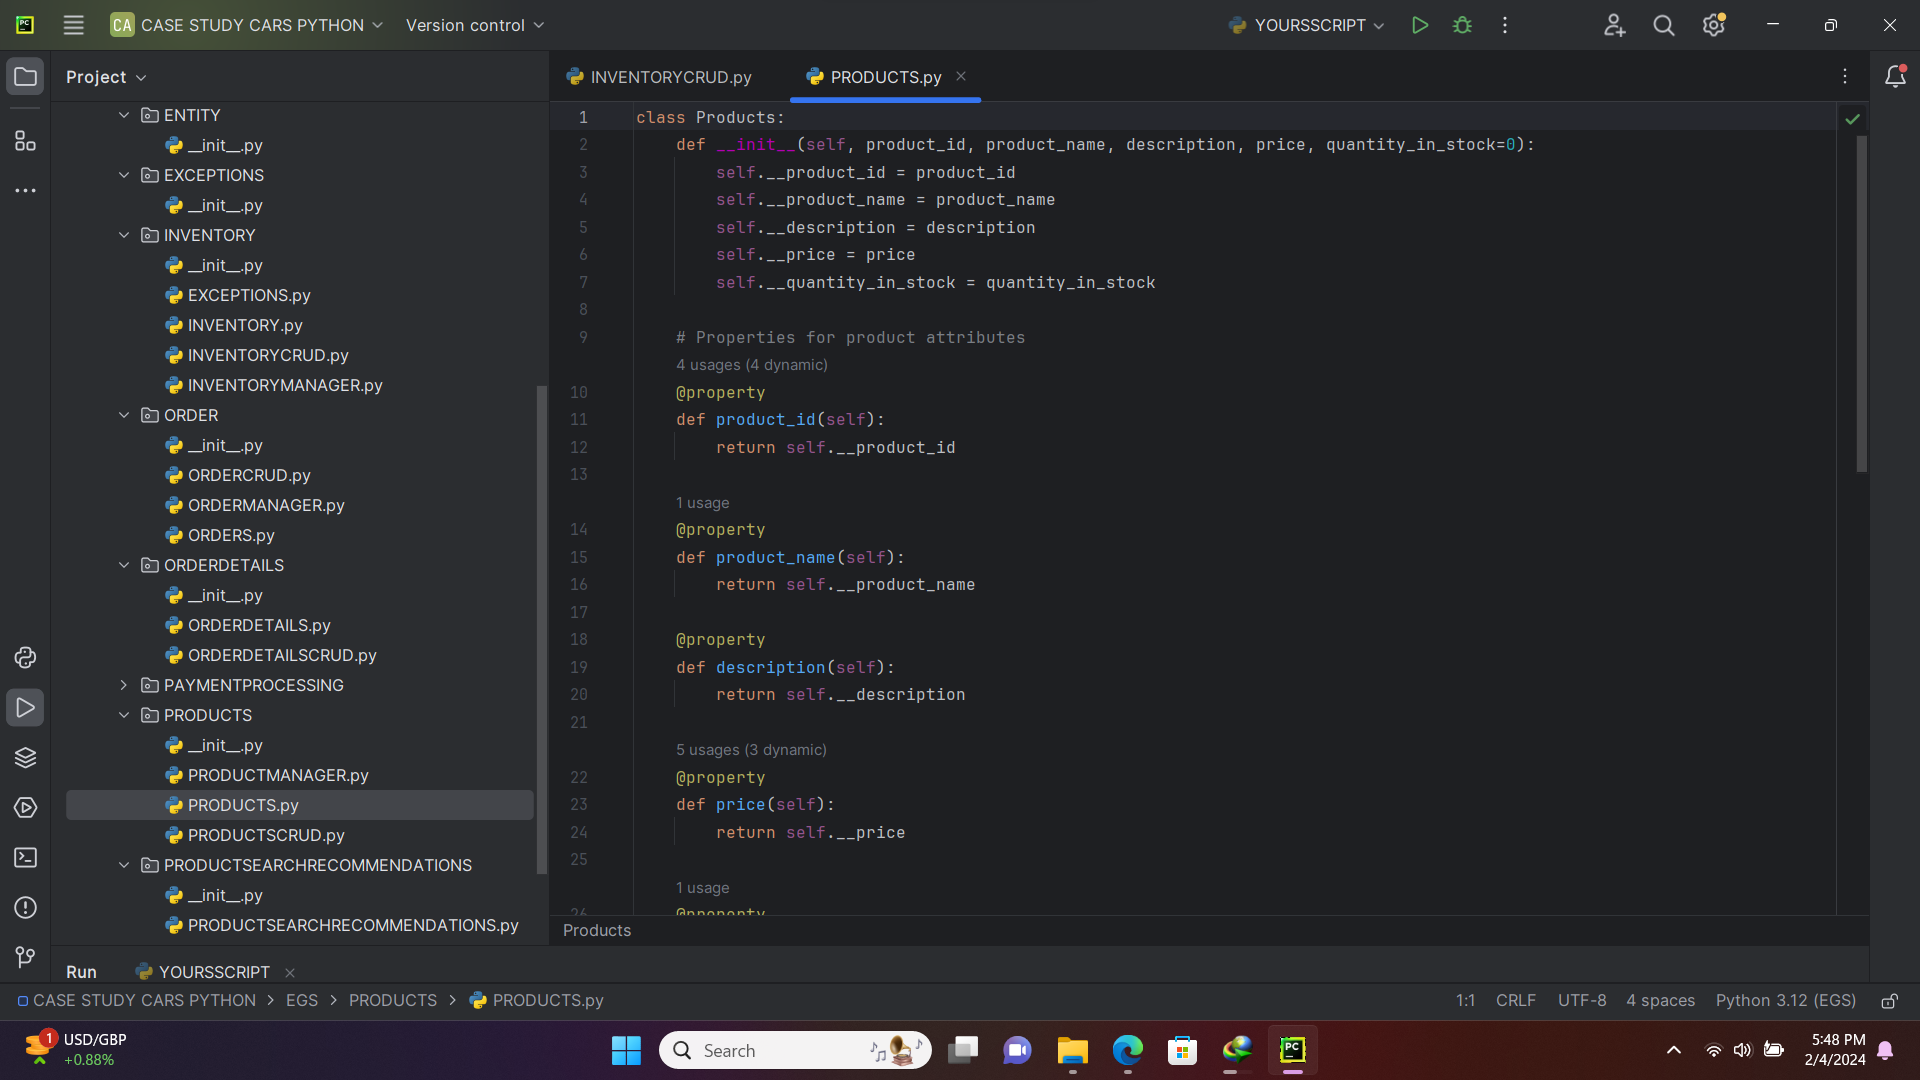 CA CASE STUDY CARS PYTHON Version control YOURSSCRIPT
Project
ENTITY
__init__.py
EXCEPTIONS
__init__.py
INVENTORY
__init__.py
EXCEPTIONS.py
INVENTORY.py
INVENTORYCRUD.py
INVENTORYMANAGER.py
ORDER
__init__.py
ORDERCRUD.py
ORDERMANAGER.py
ORDERS.py
ORDERDETAILS
__init__.py
ORDERDETAILS.py
ORDERDETAILSCRUD.py
PAYMENTPROCESSING
PRODUCTS
__init__.py
PRODUCTMANAGER.py
PRODUCTS.py
PRODUCTSCRUD.py
PRODUCTSEARCHRECOMMENDATIONS
__init__.py
PRODUCTSEARCHRECOMMENDATIONS.py
INVENTORYCRUD.py PRODUCTS.py
1 class Products:
2 def __init__(self, product_id, product_name, description, price, quantity_in_stock=0):
3 self.__product_id = product_id
4 self.__product_name = product_name
5 self.__description = description
6 self.__price = price
7 self.__quantity_in_stock = quantity_in_stock
8
9 # Properties for product attributes
4 usages (4 dynamic)
10 @property
11 def product_id(self):
12 return self.__product_id
13
1 usage
14 @property
15 def product_name(self):
16 return self.__product_name
17
18 @property
19 def description(self):
20 return self.__description
21
5 usages (3 dynamic)
22 @property
23 def price(self):
24 return self.__price
25
1 usage
26 @property
Products
Run YOURSSCRIPT
CASE STUDY CARS PYTHON > EGS > PRODUCTS > PRODUCTS.py 1:1 CRLF UTF-8 4 spaces Python 3.12 (EGS)
1 USD/GBP
+0.88%
Search
PC
5:48 PM
2/4/2024